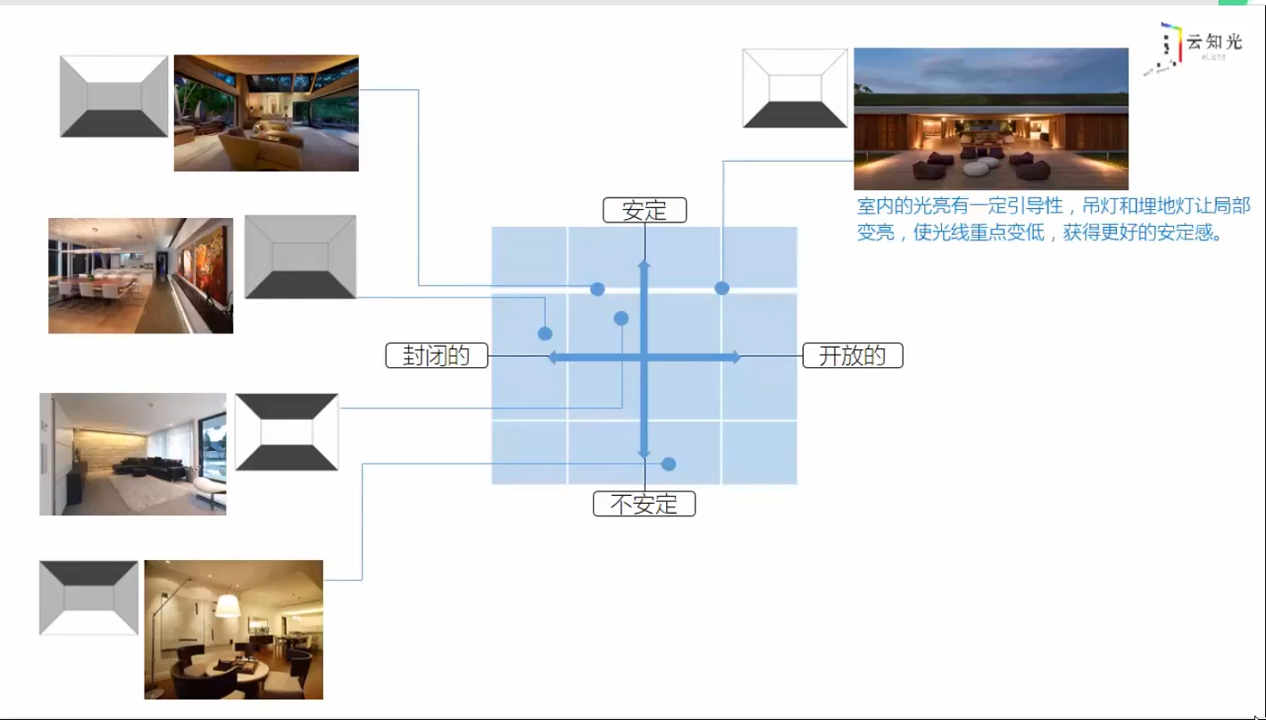 云知光
eLight
室内的光亮有一定引导性，吊灯和埋地灯让局部
变亮，使光线重点变低，获得更好的安定感。
安定
封闭的
开放的
不安定